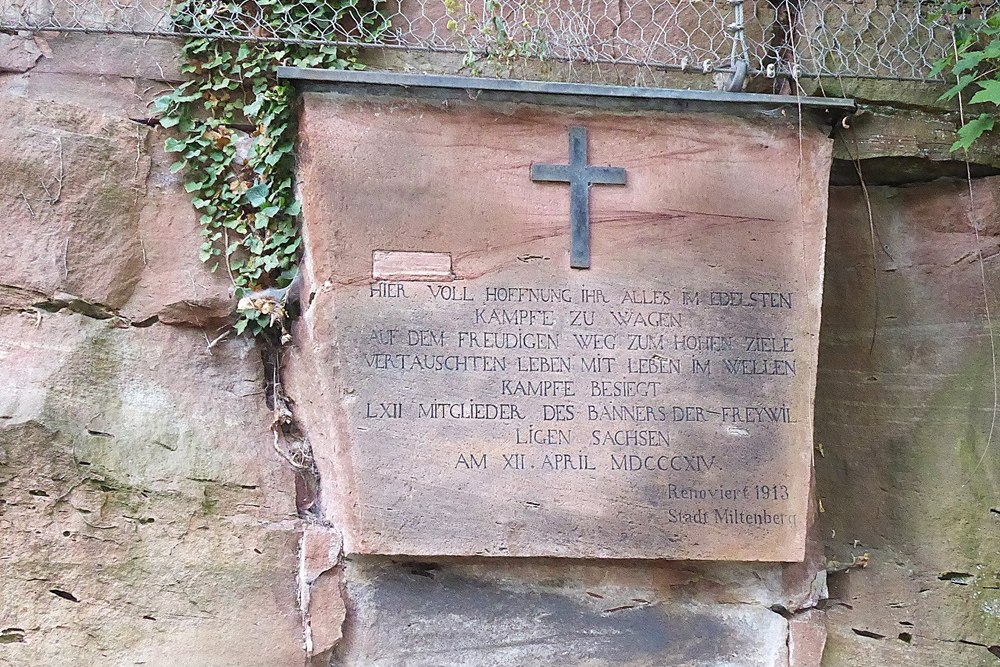 HIER VOLL HOFFNUNG IHR ALLES IM EDELSTEN
KAMPFE ZU WAGEN
AUF DEM FREUDIGEN WEG ZUM HOHEN ZIELE
VERTAUSCHTEN LEBEN MIT LEBEN IM WELLEN
KAMPFE BESIEGT
LXII MITGLIEDER DES BANNERS DER FREYWIL
LIGEN SACHSEN
AM XII. APRIL MDCCCXIV.
Renoviert 1913
Stadt Miltenberg